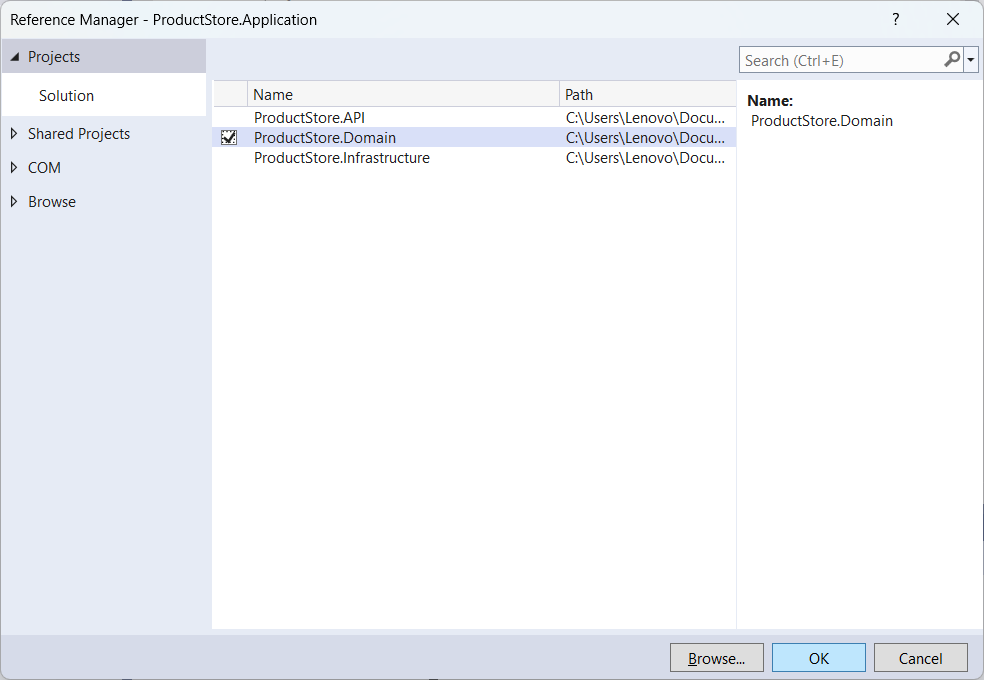 Reference Manager - ProductStore.Application
?
Projects
Solution
Shared Projects
COM
Browse
Name Path
ProductStore.API C:\Users\Lenovo\Docu...
ProductStore.Domain C:\Users\Lenovo\Docu...
ProductStore.Infrastructure C:\Users\Lenovo\Docu...
Search (Ctrl+E)
Name:
ProductStore.Domain
Browse... OK Cancel